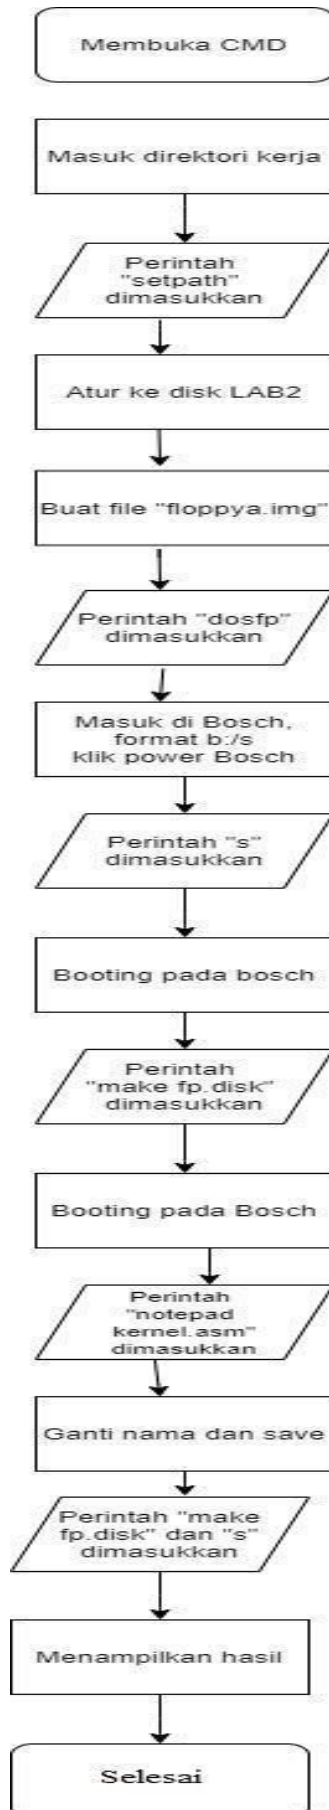 Membuka CMD
Masuk direktori kerja
Perintah
"setpath"
dimasukkan
Atur ke disk LAB2
Buat file "floppya.img"
Perintah "dosfp"
dimasukkan
Masuk di Bosch,
format b:/s
klik power Bosch
Perintah "s"
dimasukkan
Booting pada bosch
Perintah
"make fp.disk"
dimasukkan
Booting pada Bosch
Perintah
"notepad
kernel.asm"
dimasukkan
Ganti nama dan save
Perintah "make
fp.disk" dan "s"
dimasukkan
Menampilkan hasil
Selesai